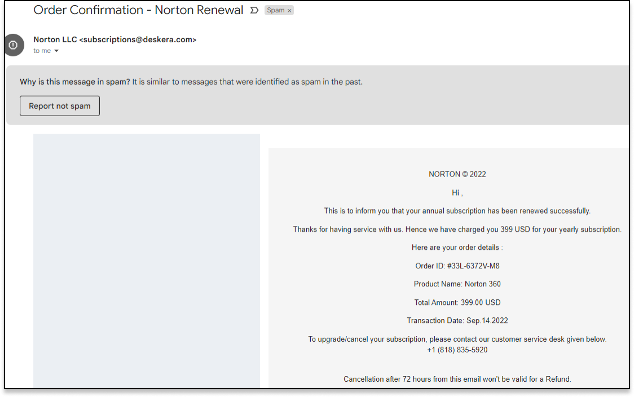 Order Confirmation - Norton Renewal Spam ×
Norton LLC <subscriptions@deskera.com>
to me
Why is this message in spam? It is similar to messages that were identified as spam in the past.
Report not spam
NORTON © 2022
Hi ,
This is to inform you that your annual subscription has been renewed successfully.
Thanks for having service with us. Hence we have charged you 399 USD for your yearly subscription.
Here are your order details :
Order ID: #33L-6372V-M8
Product Name: Norton 360
Total Amount: 399.00 USD
Transaction Date: Sep.14.2022
To upgrade/cancel your subscription, please contact our customer service desk given below.
+1 (818) 835-5920
Cancellation after 72 hours from this email won't be valid for a Refund.